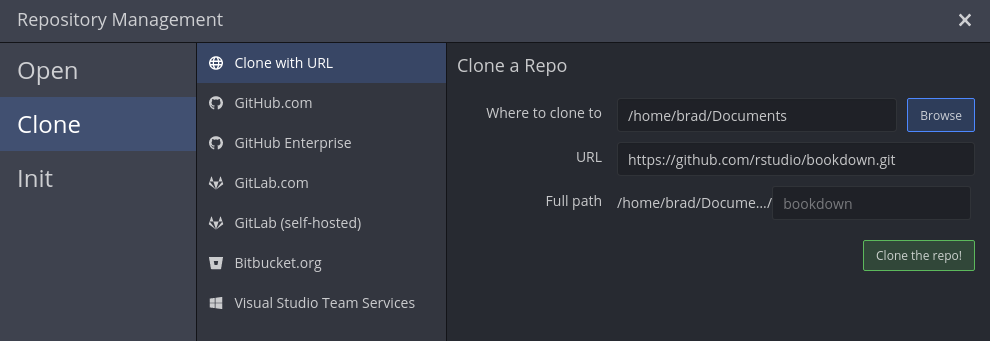 Repository Management
Open
Clone
Init
Clone with URL
GitHub.com
GitHub Enterprise
GitLab.com
GitLab (self-hosted)
Bitbucket.org
Visual Studio Team Services
Clone a Repo
Where to clone to /home/brad/Documents Browse
URL https://github.com/rstudio/bookdown.git
Full path /home/brad/Docume.../ bookdown
Clone the repo!